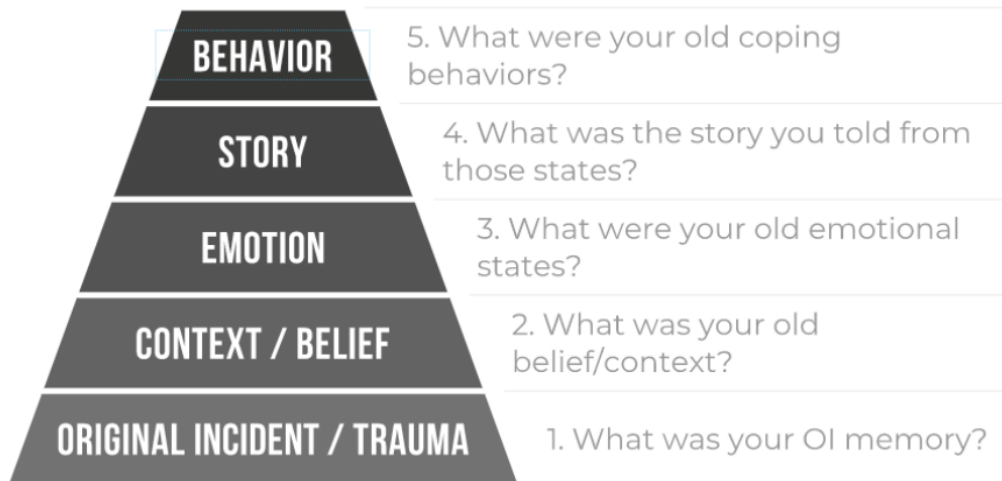 BEHAVIOR
5. What were your old coping
behaviors?
STORY
4. What was the story you told from
those states?
EMOTION
3. What were your old emotional
states?
CONTEXT / BELIEF
2. What was your old
belief/context?
ORIGINAL INCIDENT / TRAUMA
1. What was your OI memory?